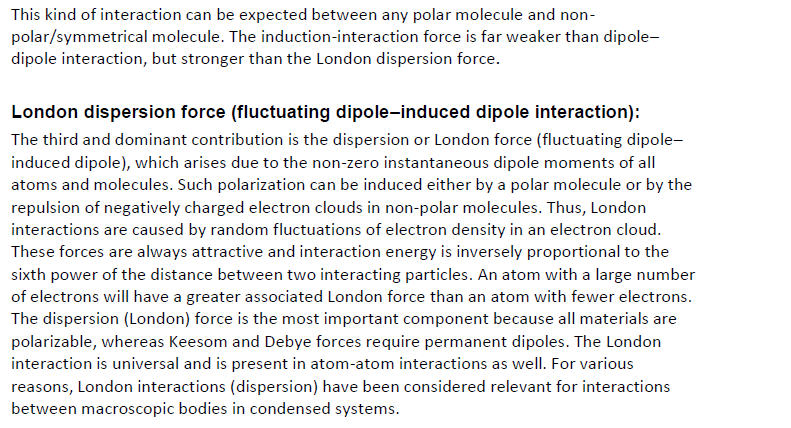 This kind of interaction can be expected between any polar molecule and non-
polar/symmetrical molecule. The induction-interaction force is far weaker than dipole–
dipole interaction, but stronger than the London dispersion force.
London dispersion force (fluctuating dipole–induced dipole interaction):
The third and dominant contribution is the dispersion or London force (fluctuating dipole–
induced dipole), which arises due to the non-zero instantaneous dipole moments of all
atoms and molecules. Such polarization can be induced either by a polar molecule or by the
repulsion of negatively charged electron clouds in non-polar molecules. Thus, London
interactions are caused by random fluctuations of electron density in an electron cloud.
These forces are always attractive and interaction energy is inversely proportional to the
sixth power of the distance between two interacting particles. An atom with a large number
of electrons will have a greater associated London force than an atom with fewer electrons.
The dispersion (London) force is the most important component because all materials are
polarizable, whereas Keesom and Debye forces require permanent dipoles. The London
interaction is universal and is present in atom-atom interactions as well. For various
reasons, London interactions (dispersion) have been considered relevant for interactions
between macroscopic bodies in condensed systems.